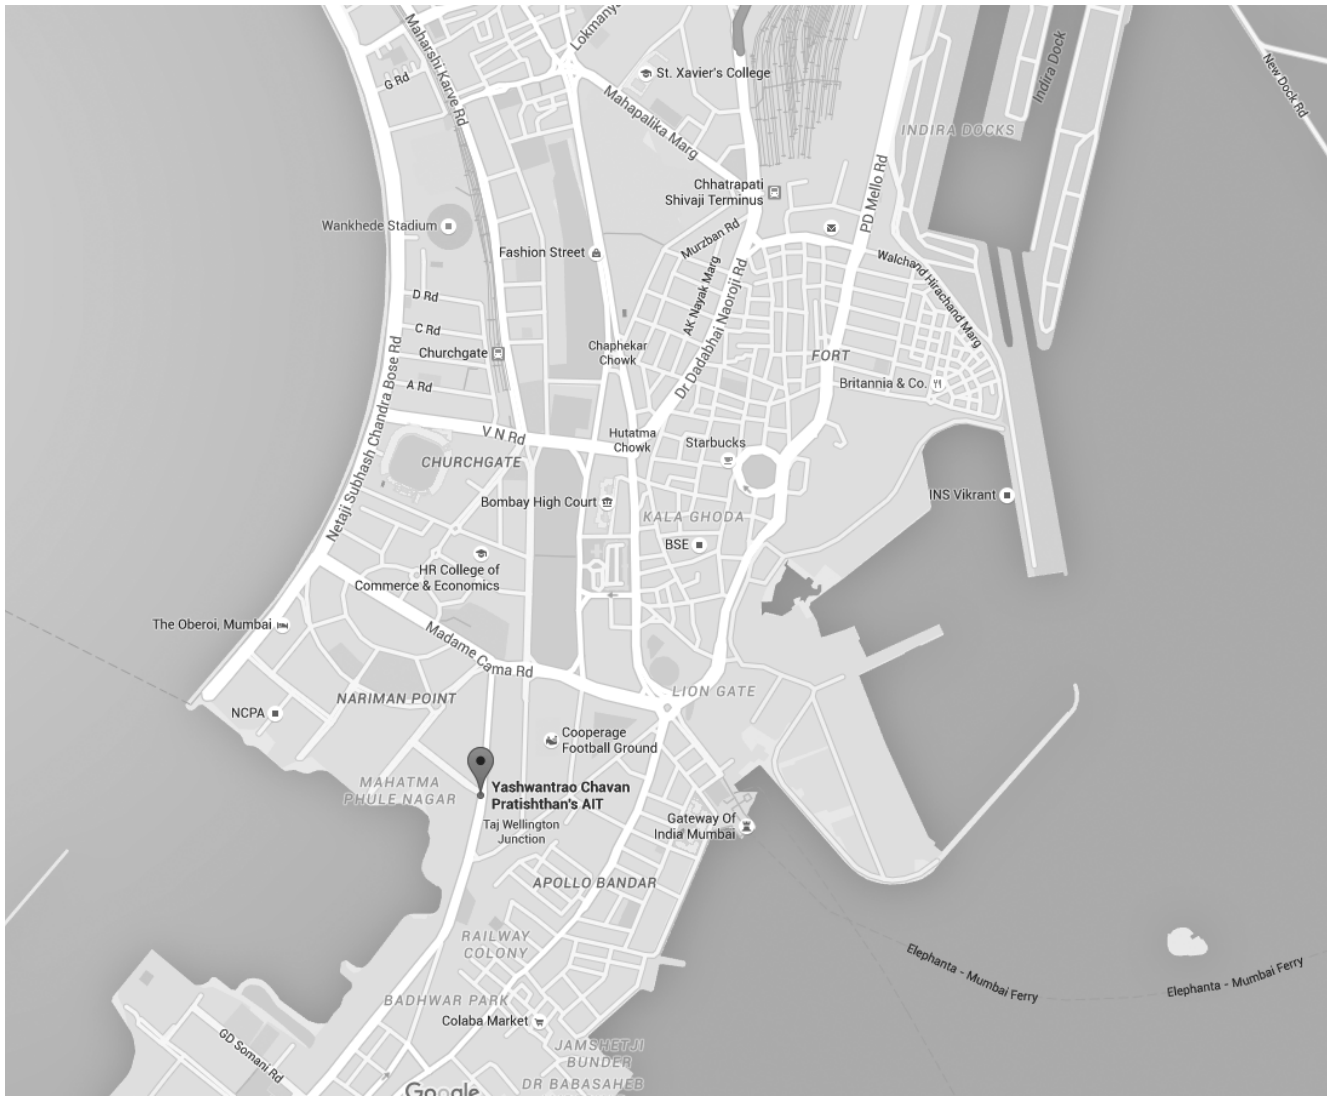 Lokmanya
Maharshi Karve Rd
G Rd
St. Xavier's College
Mahapalika Marg
Indira Dock
New Dock Rd
INDIRA DOCKS
Chhatrapati
Shivaji Terminus
PD Mello Rd
Wankhede Stadium
Fashion Street
Murzban Rd
AK Nayak Marg
Walchand Hirachand Marg
D Rd
C Rd
Churchgate
A Rd
Chaphekar
Chowk
Dr Dadabhai Naoroji Rd
FORT
Britannia & Co.
Netaji Subhash Chandra Bose Rd
V N Rd
Hutatma
Chowk
Starbucks
CHURCHGATE
Bombay High Court
KALA GHODA
INS Vikrant
BSE
HR College of
Commerce & Economics
The Oberoi, Mumbai
Madame Cama Rd
NARIMAN POINT
LION GATE
NCPA
Cooperage
Football Ground
MAHATMA
PHULE NAGAR
Yashwantrao Chavan
Pratishthan's AIT
Taj Wellington
Junction
Gateway Of
India Mumbai
APOLLO BANDAR
RAILWAY
COLONY
Elephanta - Mumbai Ferry
Elephanta - Mumbai Ferry
BADHWAR PARK
Colaba Market
GD Somani Rd
JAMSHETJI
BUNDER
DR BABASAHEB
Google